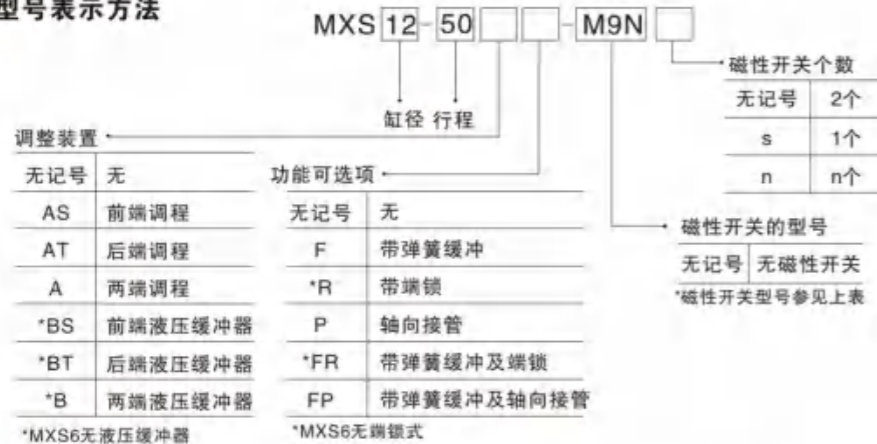 型号表示方法
MXS 12 - 50 - M9N
缸径 行程
磁性开关个数
无记号 2个
s 1个
n n个
调整装置
无记号 无
AS 前端调程
AT 后端调程
A 两端调程
*BS 前端液压缓冲器
*BT 后端液压缓冲器
*B 两端液压缓冲器
*MXS6无液压缓冲器
功能可选项
无记号 无
F 带弹簧缓冲
*R 带端锁
P 轴向接管
*FR 带弹簧缓冲及端锁
FP 带弹簧缓冲及轴向接管
*MXS6无端锁式
磁性开关的型号
无记号 无磁性开关
*磁性开关型号参见上表